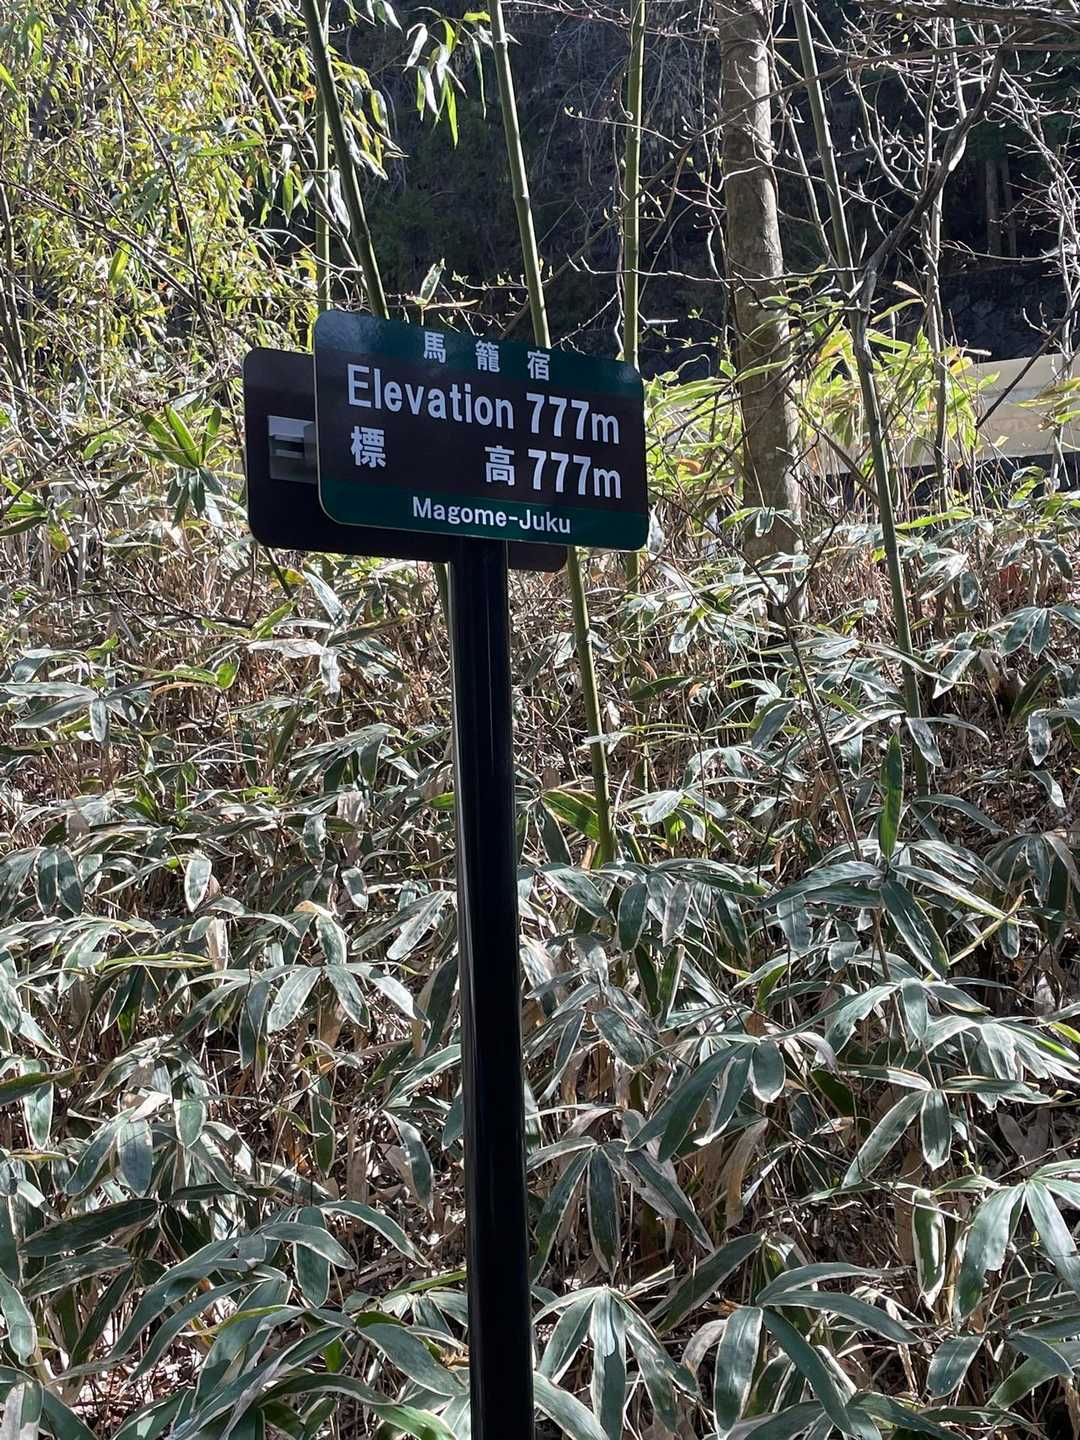 馬籠宿
Elevation 777m
標高 777m
Magome-Juku